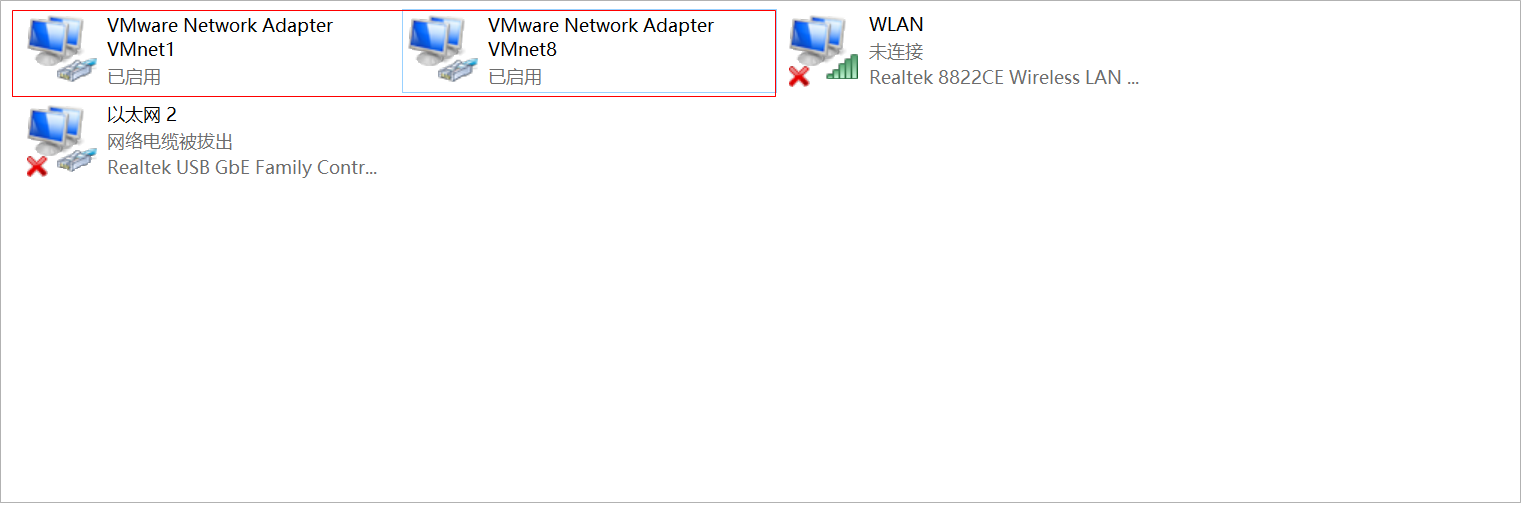 VMware Network Adapter
VMnet1
已启用
VMware Network Adapter
VMnet8
已启用
WLAN
未连接
Realtek 8822CE Wireless LAN ...
以太网 2
网络电缆被拔出
Realtek USB GbE Family Contr...